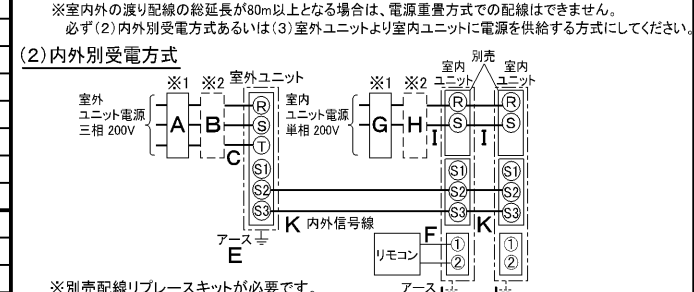 ※室内外の渡り配線の総延長が80m以上となる場合は、電源重畳方式での配線はできません。
必ず(2)内外別受電方式あるいは(3)室外ユニットより室内ユニットに電源を供給する方式にしてください。
(2)内外別受電方式
別売
※1 ※2 室外ユニット ※1 ※2 室内ユニット 室内ユニット
室外
ユニット電源
三相 200V
A B C
R
S
T
S1
S2
S3
室内
ユニット電源
単相 200V
G H I I
R
S
S1
S2
S3
R
S
S1
S2
S3
K 内外信号線 K
アース
E
リモコン
F
①
②
①
②
アース
※別売配線リプレースキットが必要です。